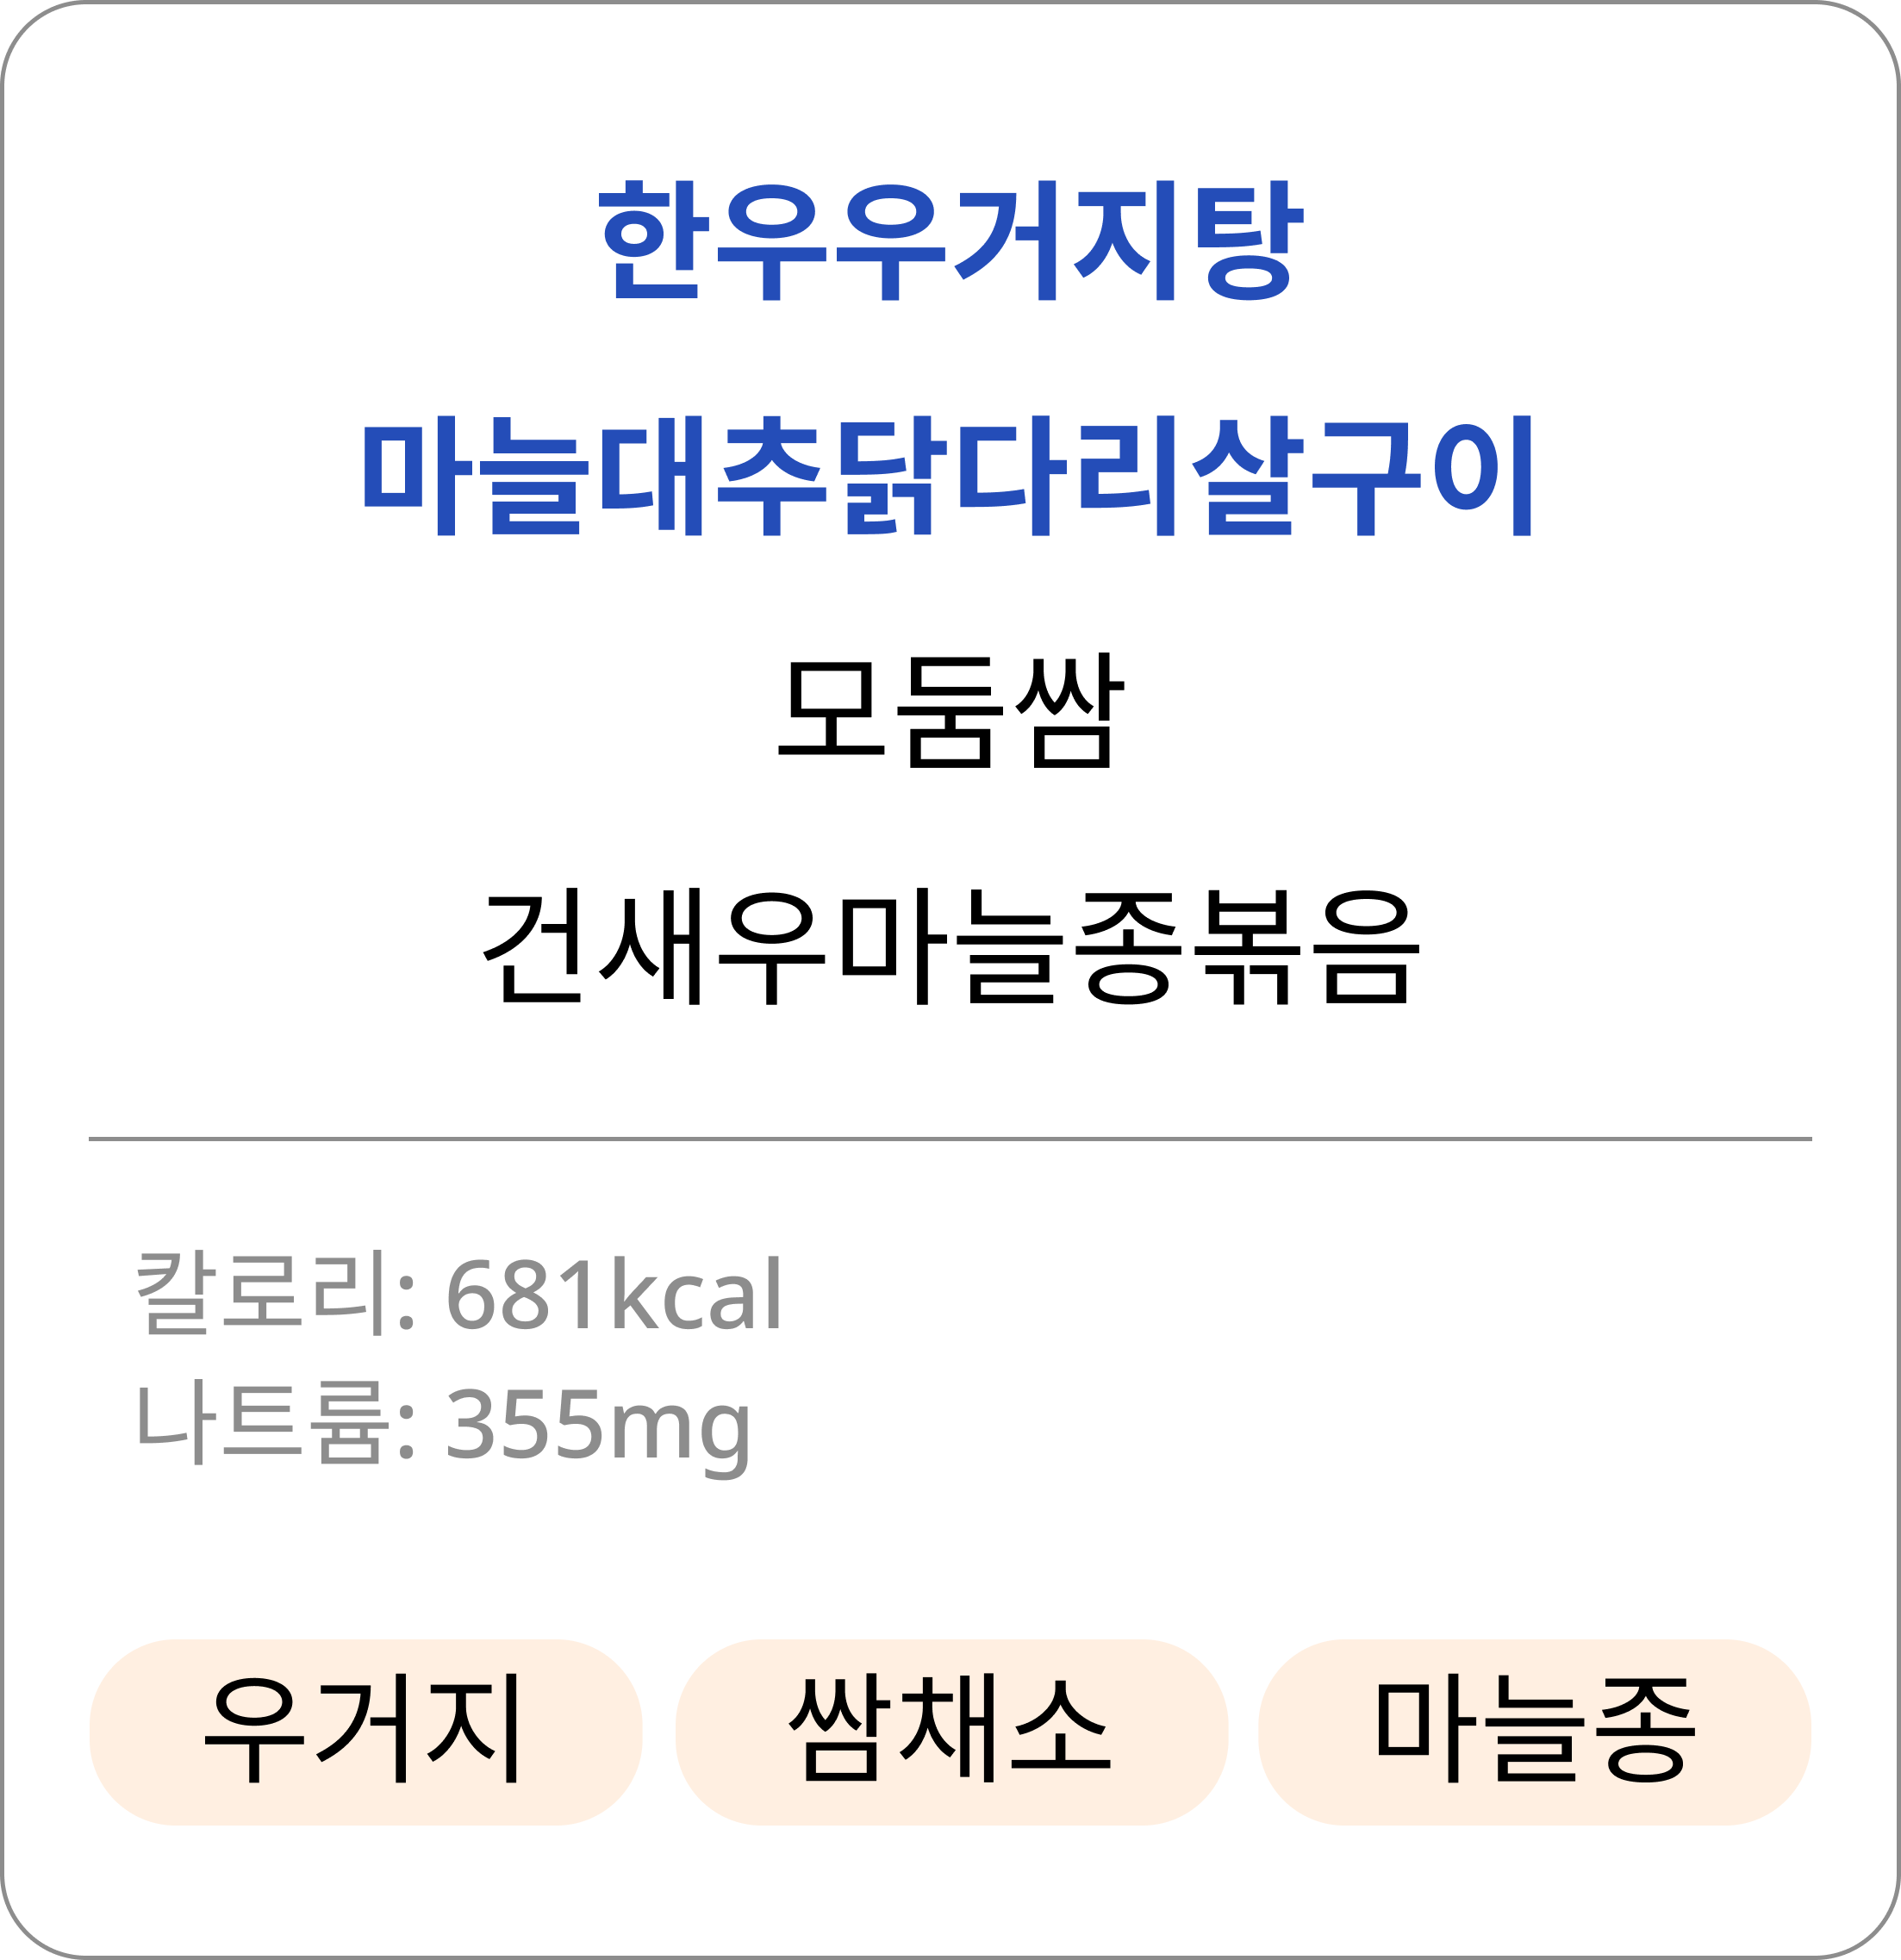 한우우거지탕
마늘대추닭다리살구이
모둠쌈
건새우마늘종볶음
칼로리: 681kcal
나트륨: 355mg
우거지 쌈채소 마늘종